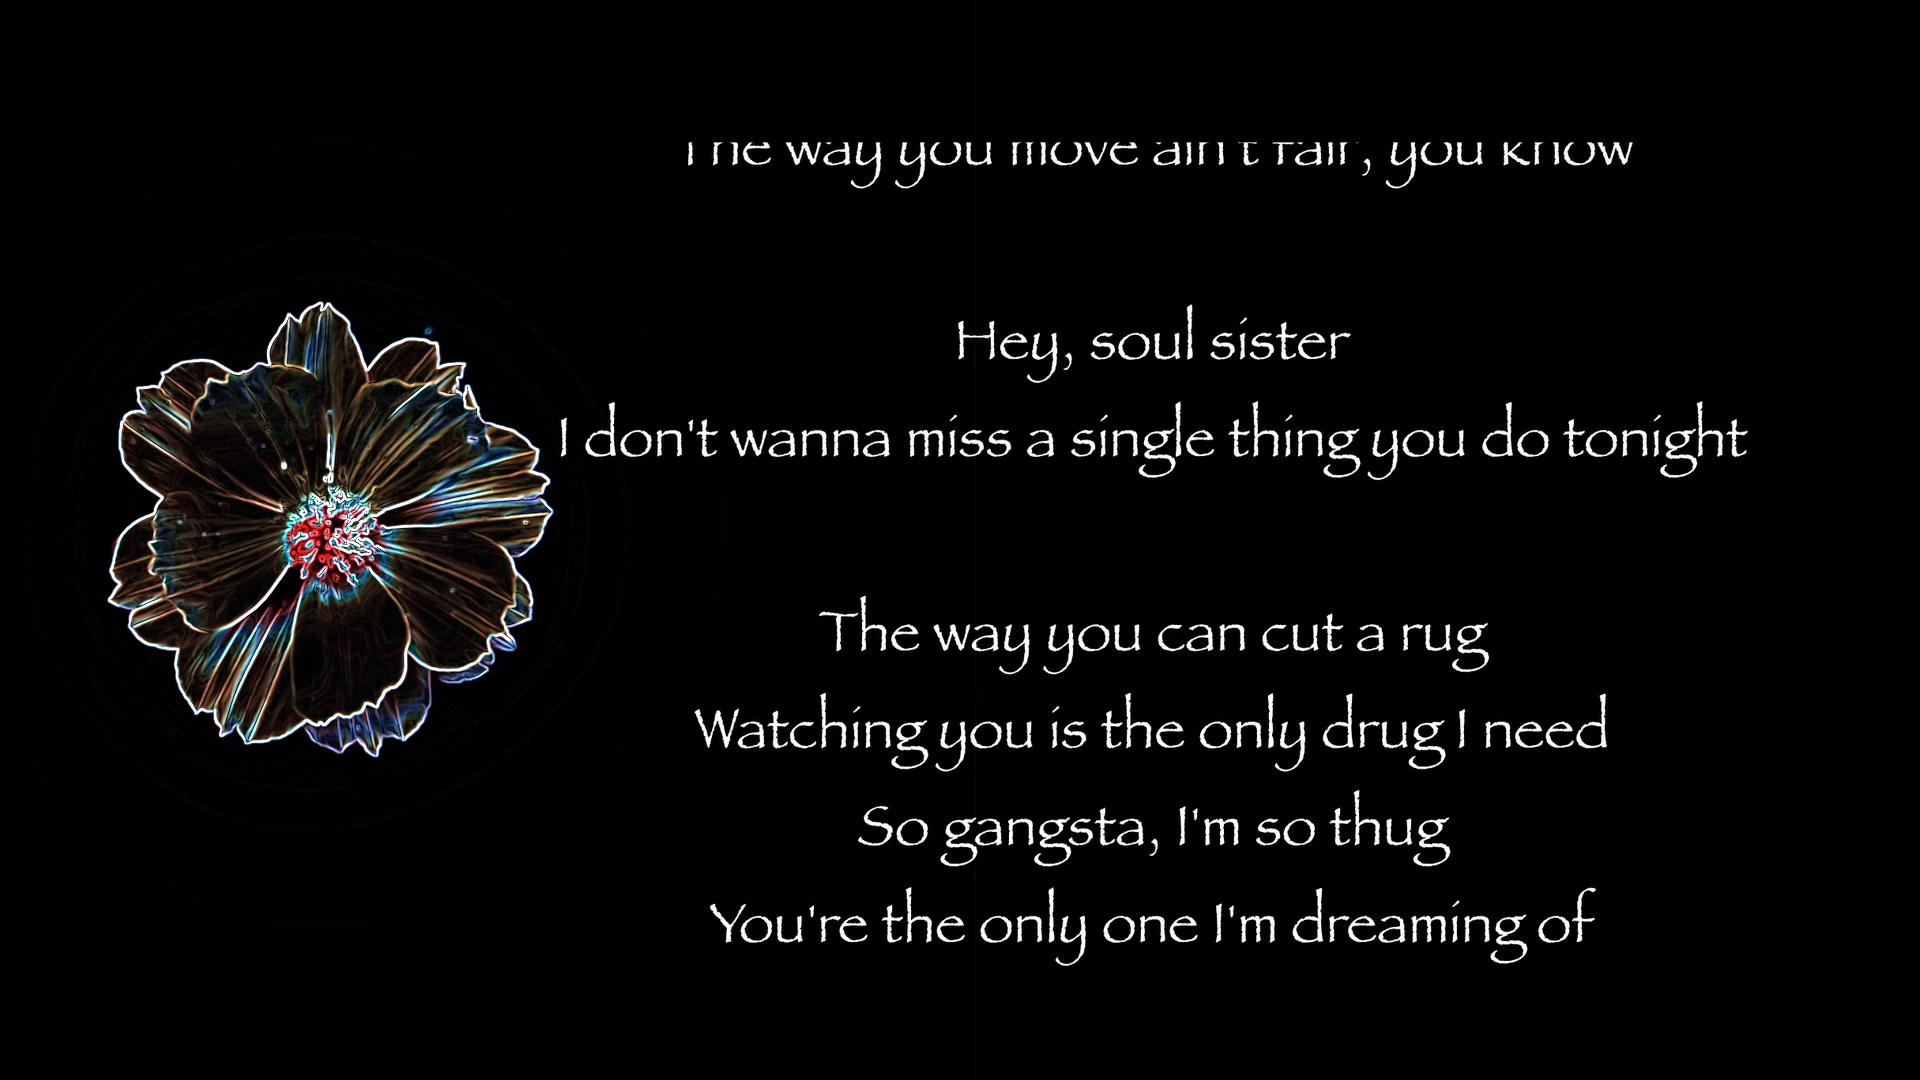 The way you move ain't fair, you know
Hey, soul sister
I don't wanna miss a single thing you do tonight
The way you can cut a rug
Watching you is the only drug I need
So gangsta, I'm so thug
You're the only one I'm dreaming of